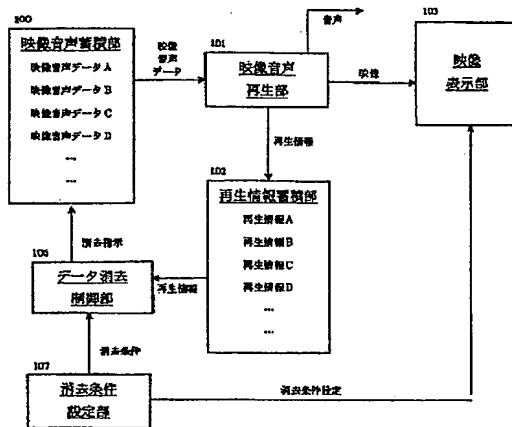 100
映像音声蓄積部
映像音声データA
映像音声データB
映像音声データC
映像音声データD
…
…
映像
音声
データ
101
映像音声
再生部
音声
映像
103
映像
表示部
再生情報
102
再生情報蓄積部
再生情報A
再生情報B
再生情報C
再生情報D
…
…
消去指示
データ消去
制御部
再生情報
消去条件
107
消去条件
設定部
消去条件設定